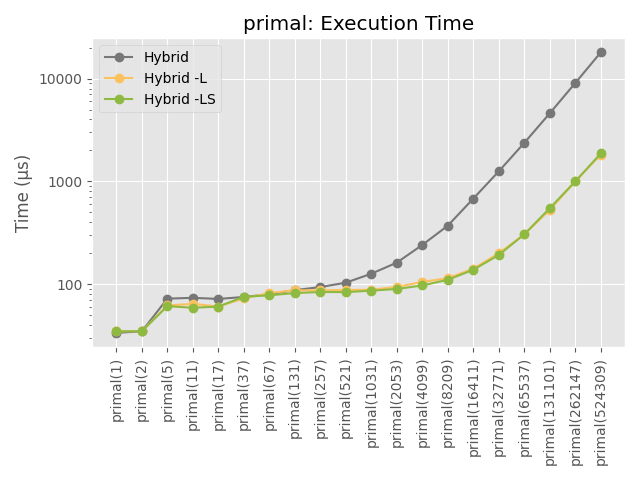 primal: Execution Time
Hybrid
Hybrid -L
Hybrid -LS
Time (µs)
10000
1000
100
primal(1)
primal(2)
primal(5)
primal(11)
primal(17)
primal(37)
primal(67)
primal(131)
primal(257)
primal(521)
primal(1031)
primal(2053)
primal(4099)
primal(8209)
primal(16411)
primal(32771)
primal(65537)
primal(131101)
primal(262147)
primal(524309)